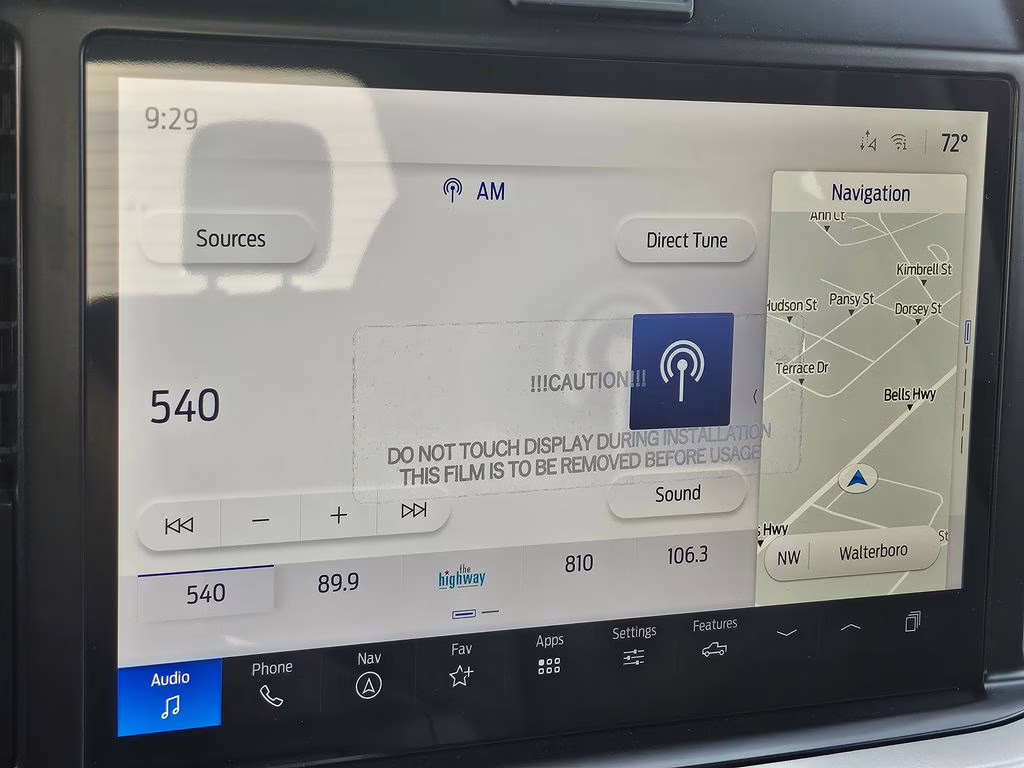 9:29
72°
AM
Navigation
Sources
Direct Tune
Ann Ct
Kimbrell St
Hudson St
Pansy St
Dorsey St
Terrace Dr
Bells Hwy
540
!!!CAUTION!!!
DO NOT TOUCH DISPLAY DURING INSTALLATION
THIS FILM IS TO BE REMOVED BEFORE USAGE
Sound
s Hwy
St
NW
Walterboro
540
89.9
the
highway
810
106.3
Audio
Phone
Nav
Fav
Apps
Settings
Features